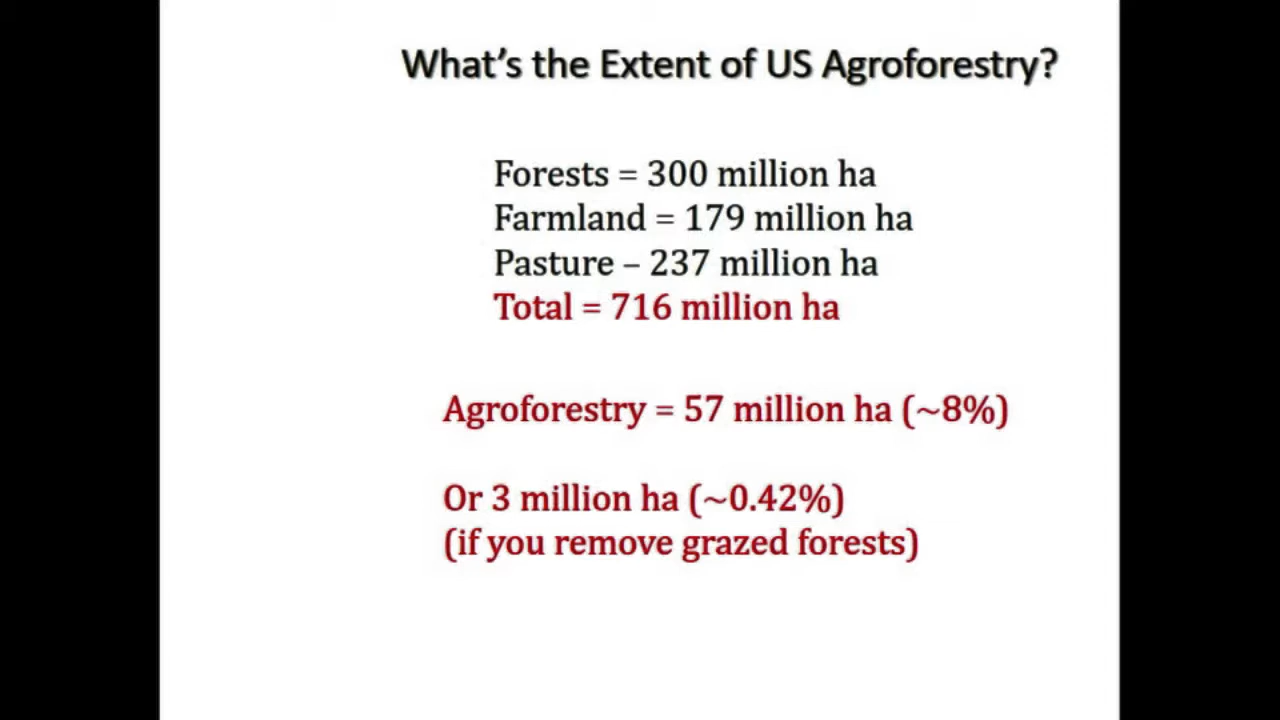 What's the Extent of US Agroforestry?
Forests = 300 million ha
Farmland = 179 million ha
Pasture – 237 million ha
Total = 716 million ha
Agroforestry = 57 million ha (~8%)
Or 3 million ha (~0.42%)
(if you remove grazed forests)